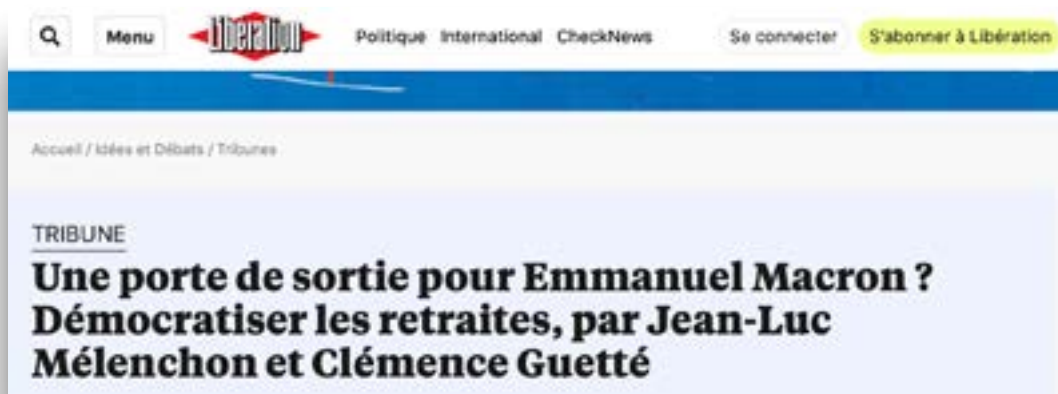 Menu Libération Politique International CheckNews Se connecter S'abonner à Libération
Accueil / Idées et Débats / Tribunes
TRIBUNE
Une porte de sortie pour Emmanuel Macron ?
Démocratiser les retraites, par Jean-Luc
Mélenchon et Clémence Guetté